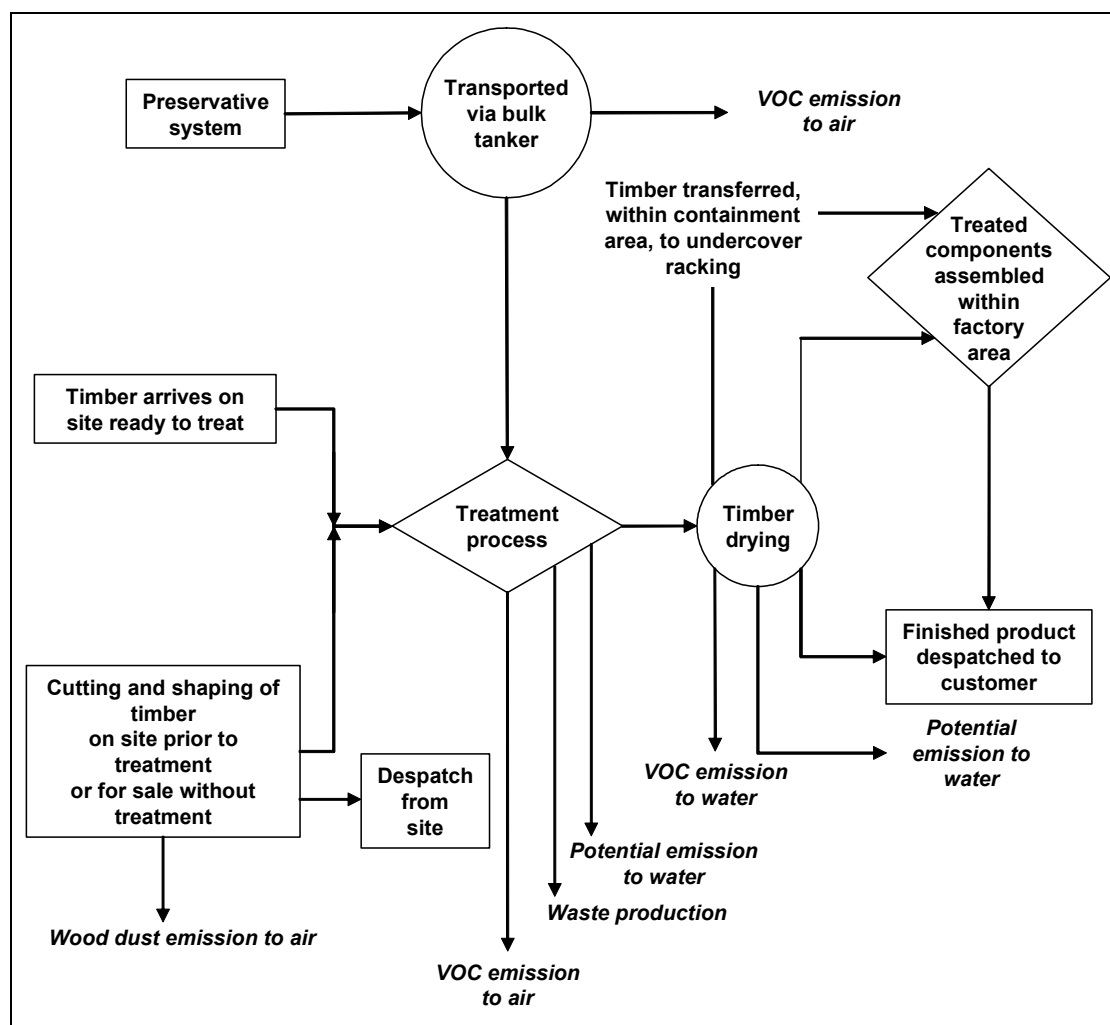 Preservative
system
Transported
via bulk
tanker
VOC emission
to air
Timber transferred,
within containment
area, to undercover
racking
Treated
components
assembled
within
factory
area
Timber arrives on
site ready to treat
Treatment
process
Timber
drying
Finished product
despatched to
customer
Cutting and shaping of
timber
on site prior to
treatment
or for sale without
treatment
Despatch
from
site
VOC emission
to water
Potential
emission to
water
Potential emission
to water
Waste production
Wood dust emission to air
VOC emission
to air